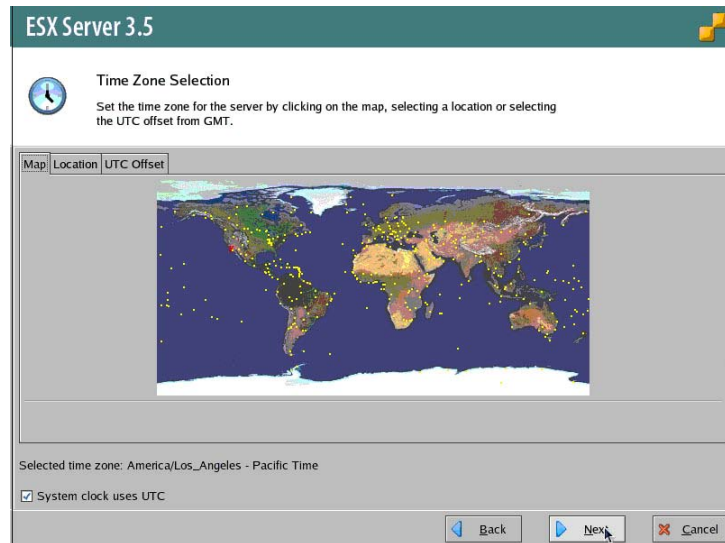 ESX Server 3.5
Time Zone Selection
Set the time zone for the server by clicking on the map, selecting a location or selecting
the UTC offset from GMT.
Map Location UTC Offset
Selected time zone: America/Los_Angeles - Pacific Time
System clock uses UTC
Back Next Cancel